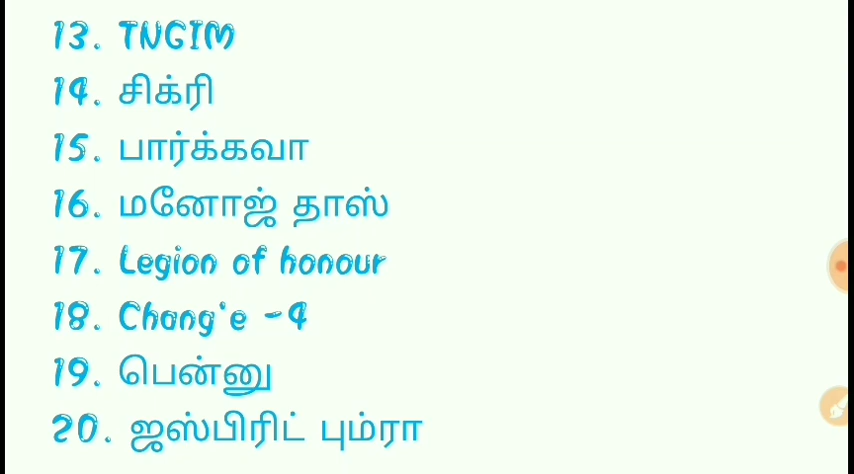 13. TNGIM
14. சிக்ரி
15. பார்க்கவா
16. மனோஜ் தாஸ்
17. Legion of honour
18. Chang'e -4
19. பென்னு
20. ஜஸ்பிரிட் பும்ரா